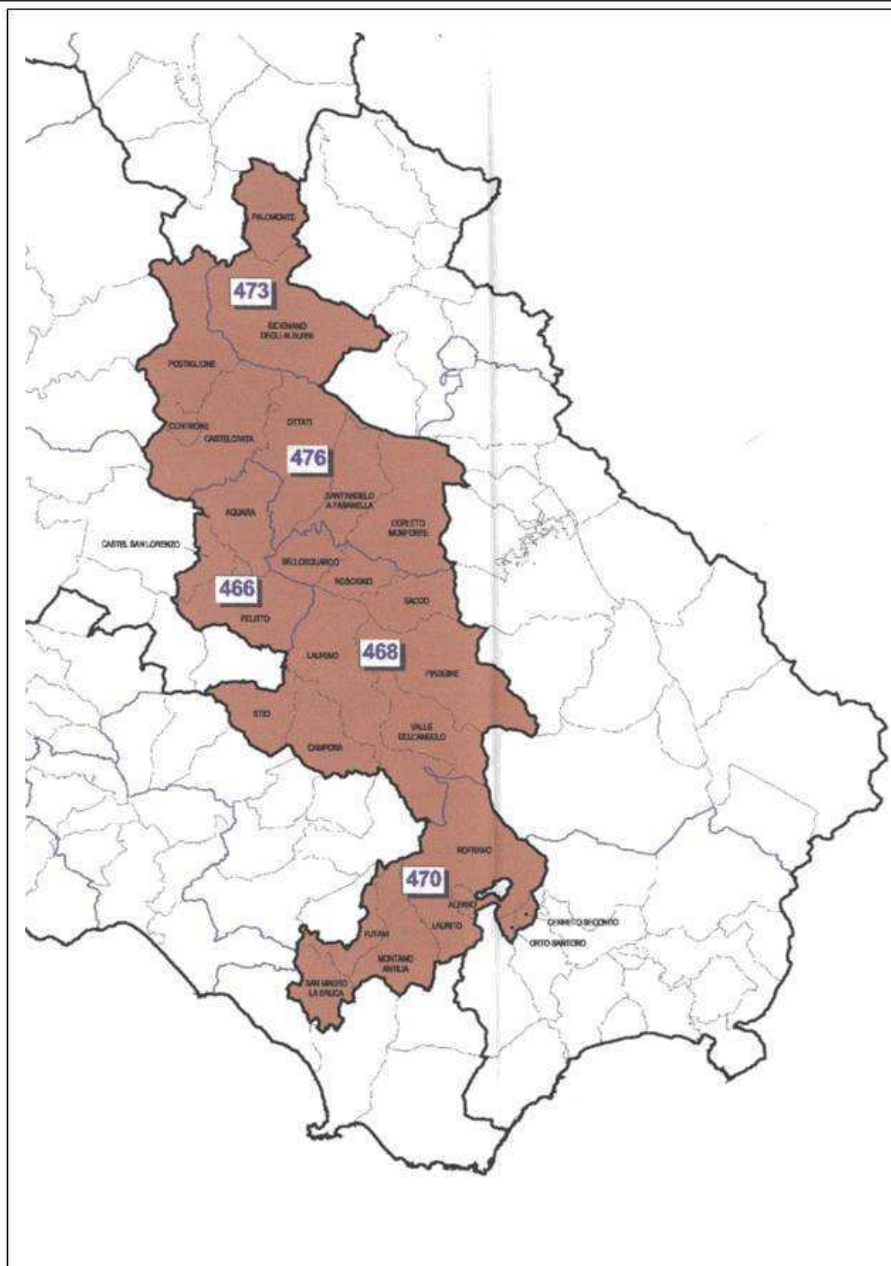 PALOMONTE
473
SICIGNANO
DEGLI ALBURNI
POSTIGLIONE
CONTRONE
OTTATI
CASTELCIVITA
476
SANT'ANGELO
A FASANELLA
AQUARA
CORLETO
MONFORTE
CASTEL SAN LORENZO
BELLOSGUARDO
ROSCIGNO
466
SACCO
FELITTO
LAURINO
468
PIAGGINE
STIO
VALLE
DELL'ANGELO
CAMPORA
ROFRANO
470
ALFANO
CERRETO SECONDO
LAURITO
FUTANI
ORTO SANTORO
MONTANO
ANTILIA
SAN MAURO
LA BRUCA